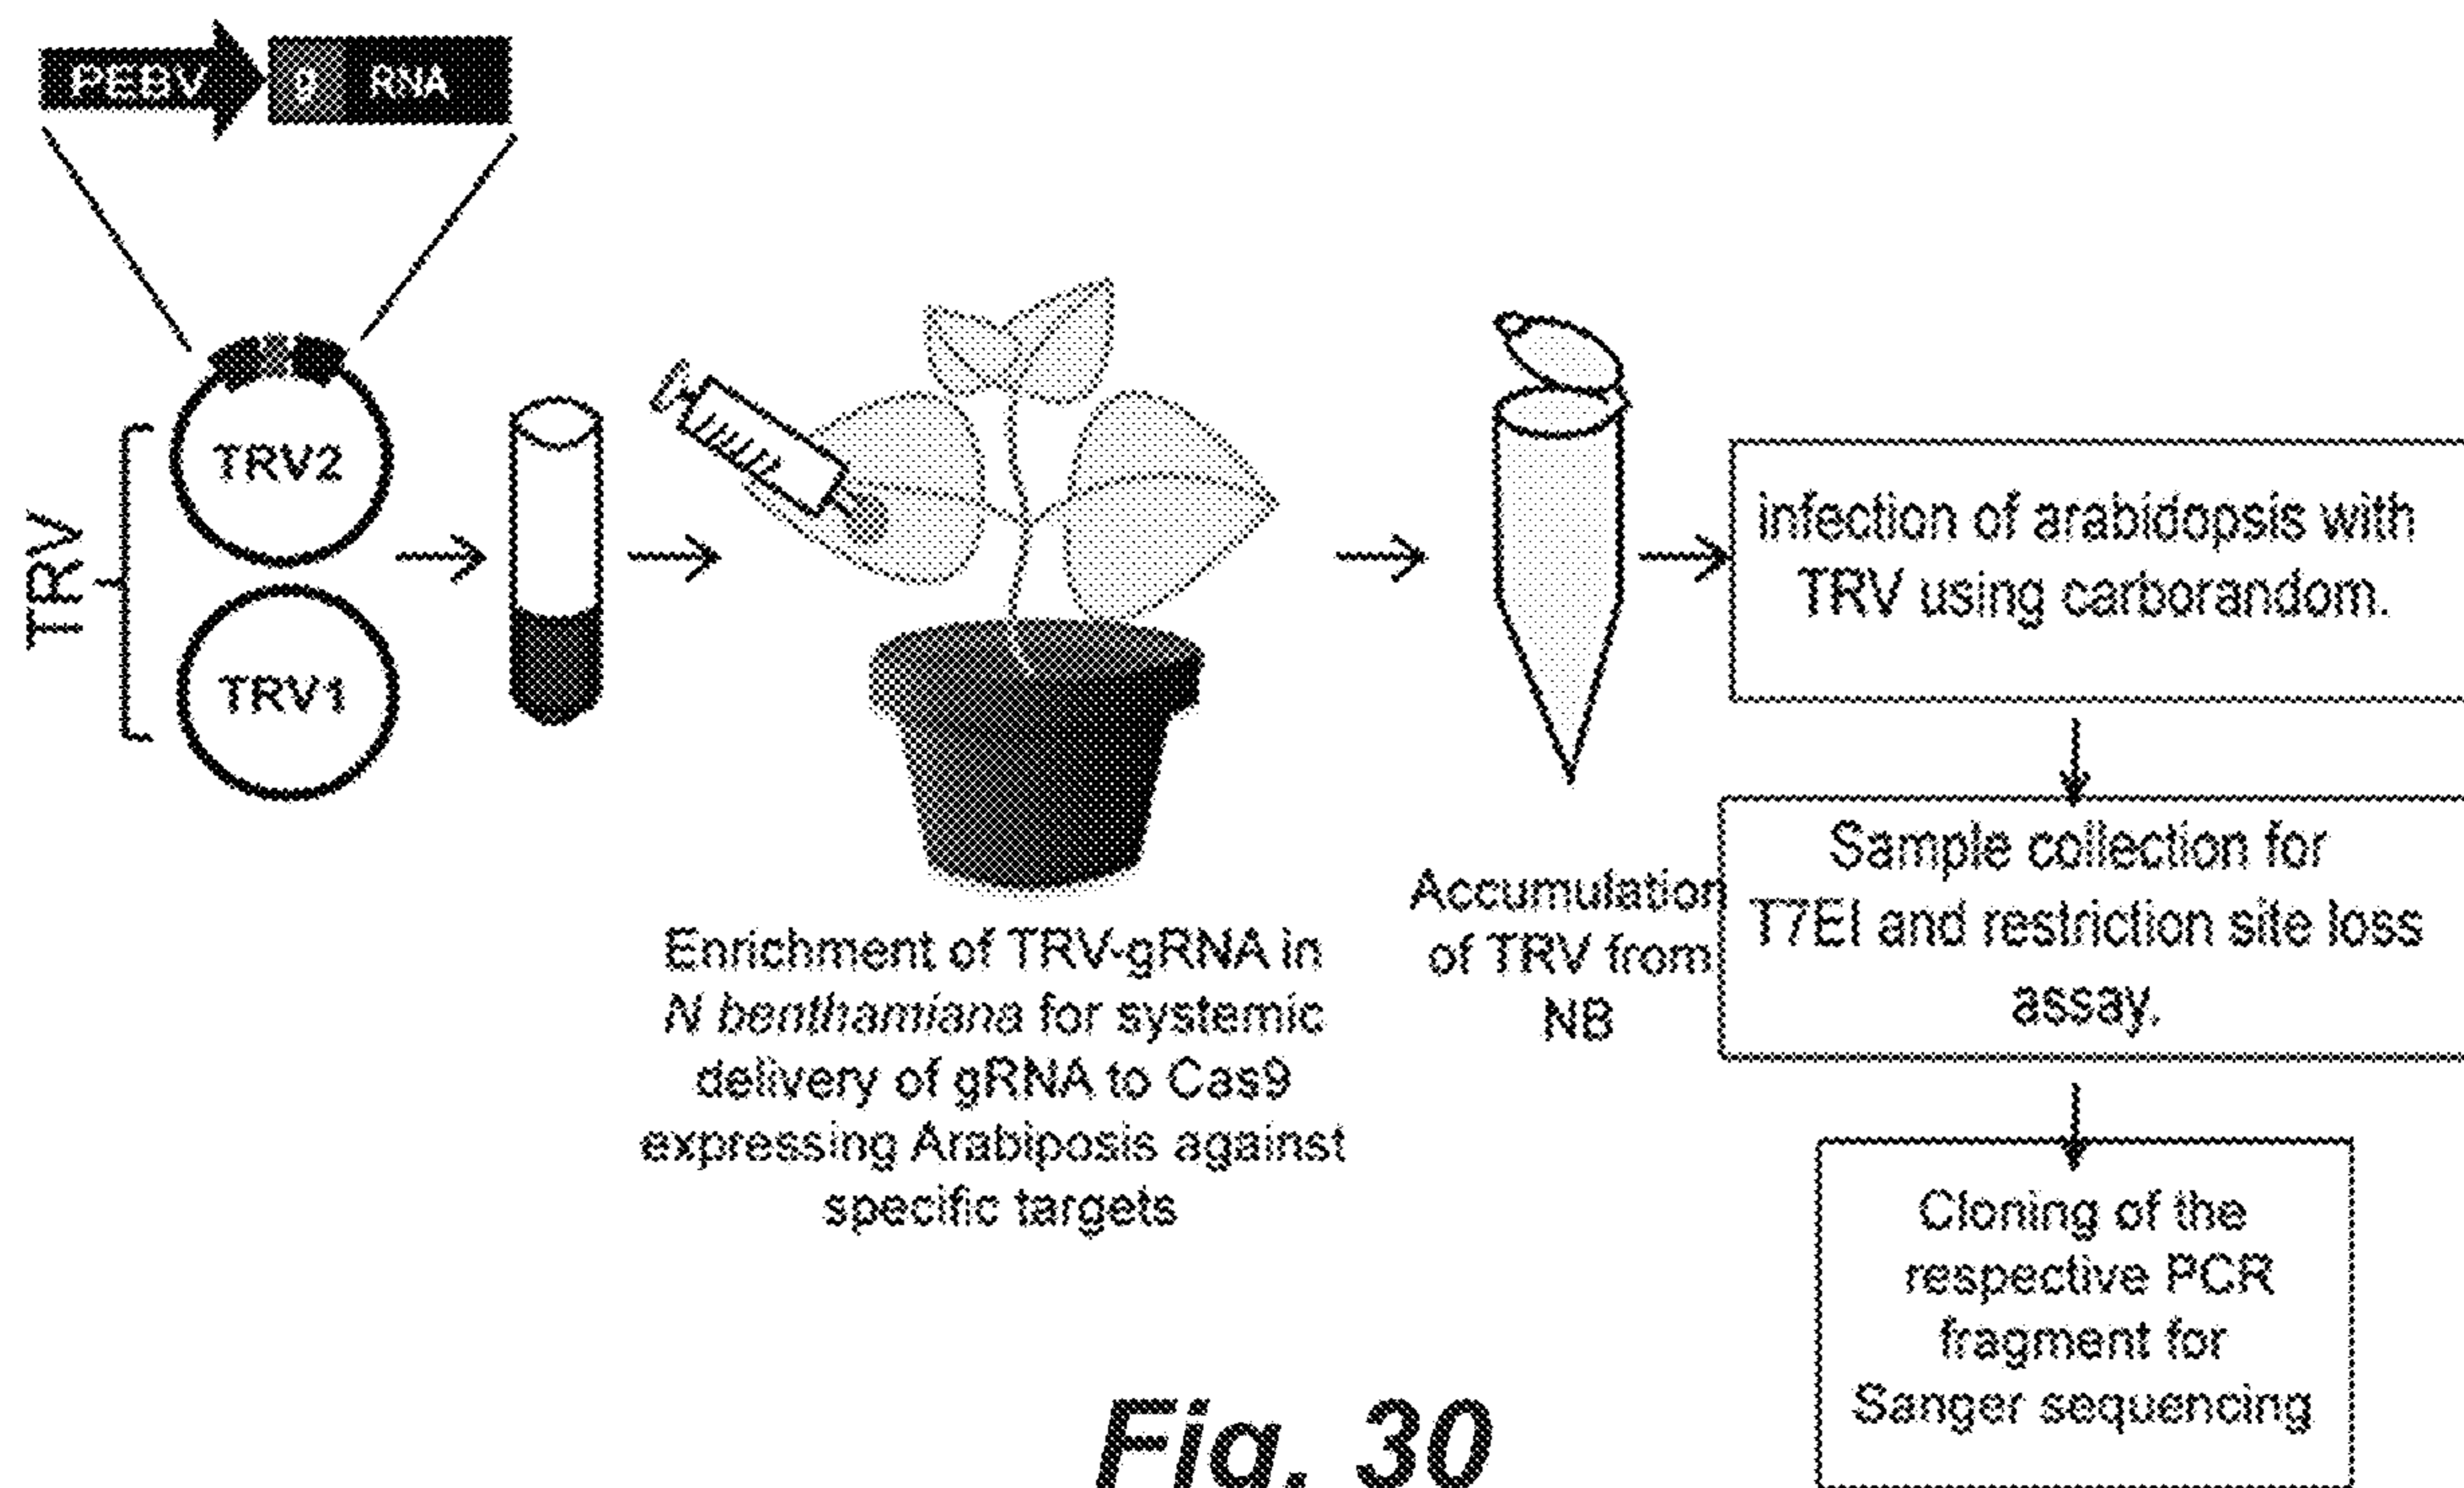 PEBV g RNA
TRV
TRV2
TRV1
Enrichment of TRV-gRNA in
N benthamiana for systemic
delivery of gRNA to Cas9
expressing Arabiposis against
specific targets
Accumulation
of TRV from
NB
infection of arabidopsis with
TRV using carborandom.
Sample collection for
T7EI and restriction site loss
assay.
Cloning of the
respective PCR
fragment for
Sanger sequencing
Fig. 30